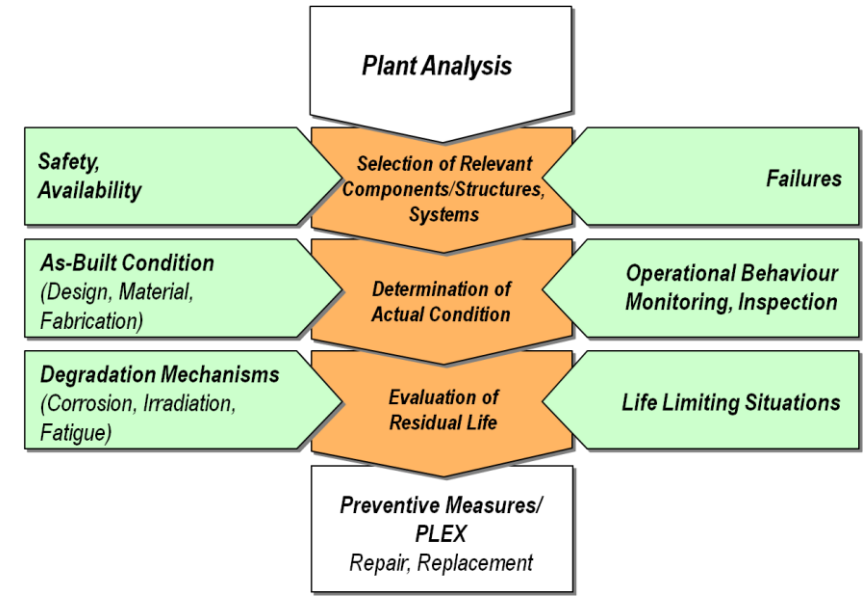 Plant Analysis
Safety,
Availability
Selection of Relevant
Components/Structures,
Systems
Failures
As-Built Condition
(Design, Material,
Fabrication)
Determination of
Actual Condition
Operational Behaviour
Monitoring, Inspection
Degradation Mechanisms
(Corrosion, Irradiation,
Fatigue)
Evaluation of
Residual Life
Life Limiting Situations
Preventive Measures/
PLEX
Repair, Replacement